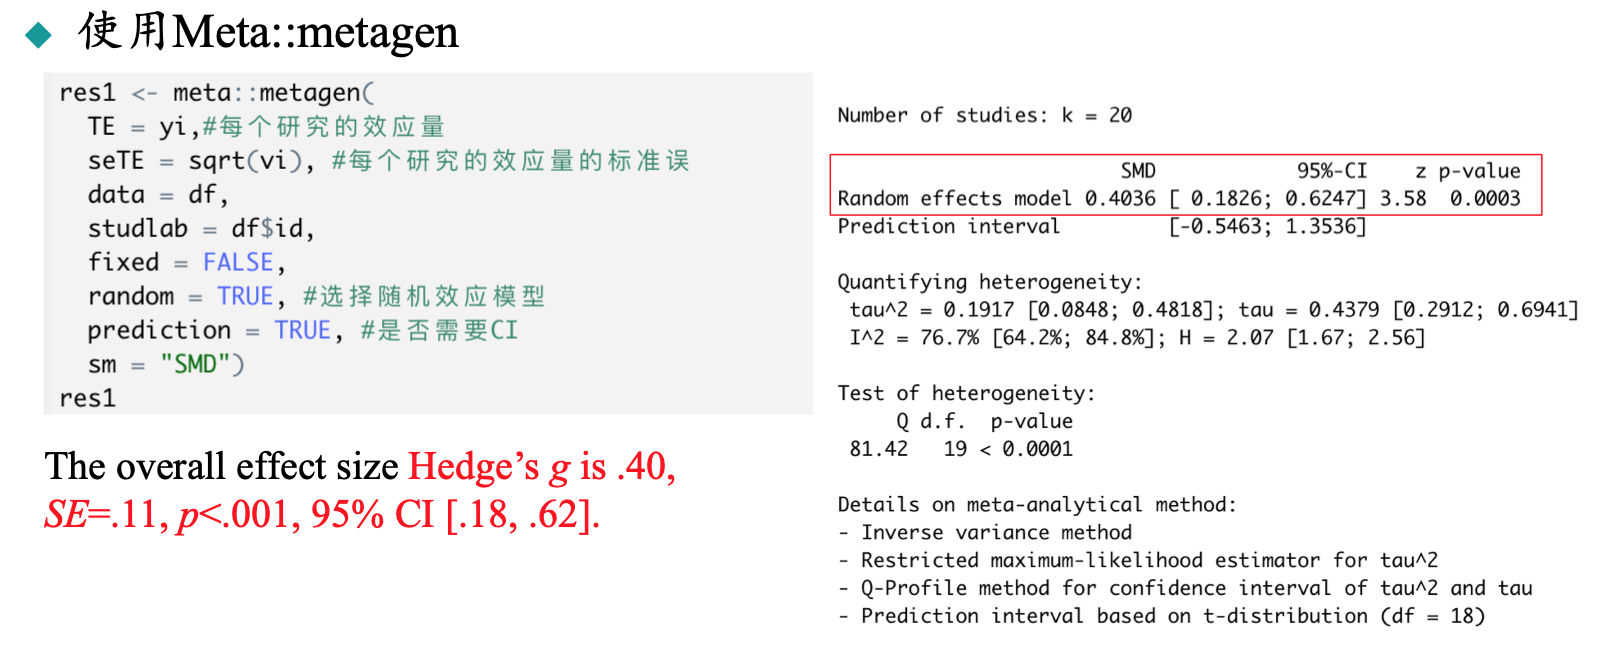 使用Meta::metagen
res1 <- meta::metagen(
TE = yi,#每个研究的效应量
seTE = sqrt(vi), #每个研究的效应量的标准误
data = df,
studlab = df$id,
fixed = FALSE,
random = TRUE, #选择随机效应模型
prediction = TRUE, #是否需要CI
sm = "SMD")
res1
The overall effect size Hedge’s g is .40,
SE=.11, p<.001, 95% CI [.18, .62].
Number of studies: k = 20
SMD 95%-CI z p-value
Random effects model 0.4036 [ 0.1826; 0.6247] 3.58 0.0003
Prediction interval [-0.5463; 1.3536]
Quantifying heterogeneity:
tau^2 = 0.1917 [0.0848; 0.4818]; tau = 0.4379 [0.2912; 0.6941]
I^2 = 76.7% [64.2%; 84.8%]; H = 2.07 [1.67; 2.56]
Test of heterogeneity:
Q d.f. p-value
81.42 19 < 0.0001
Details on meta-analytical method:
- Inverse variance method
- Restricted maximum-likelihood estimator for tau^2
- Q-Profile method for confidence interval of tau^2 and tau
- Prediction interval based on t-distribution (df = 18)